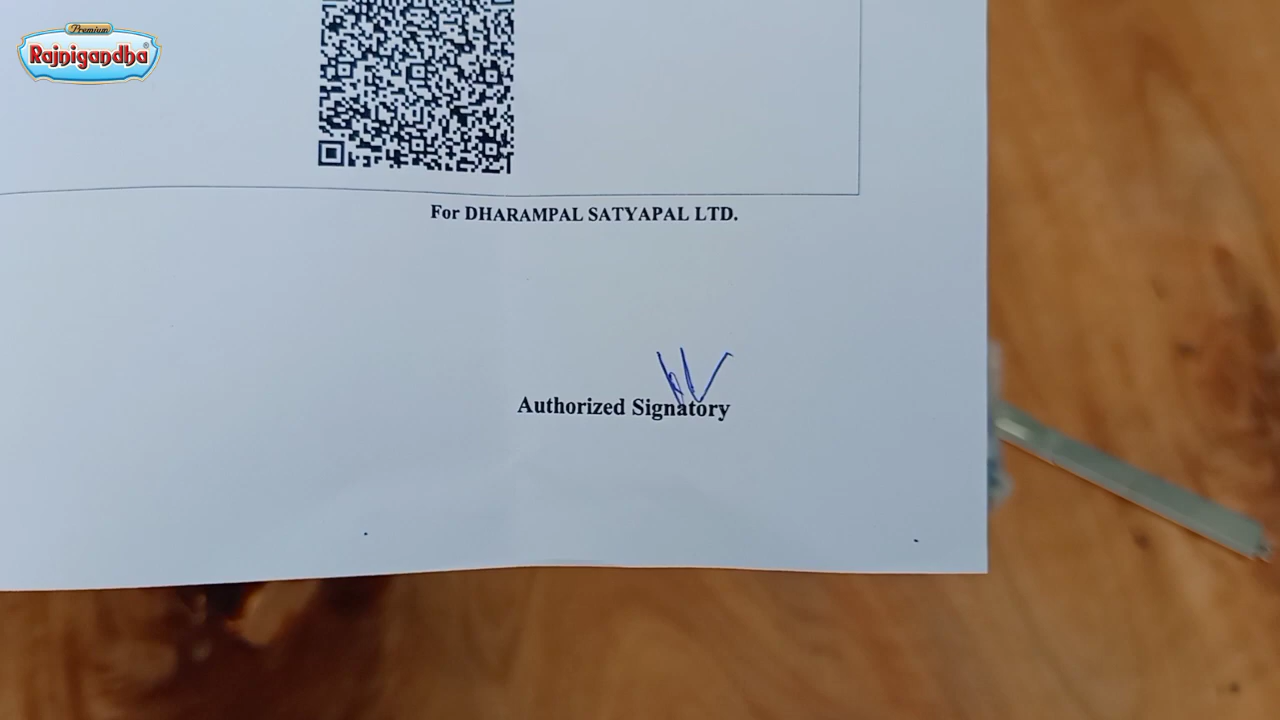 Premium
Rajnigandha®
For DHARAMPAL SATYAPAL LTD.
Authorized Signatory